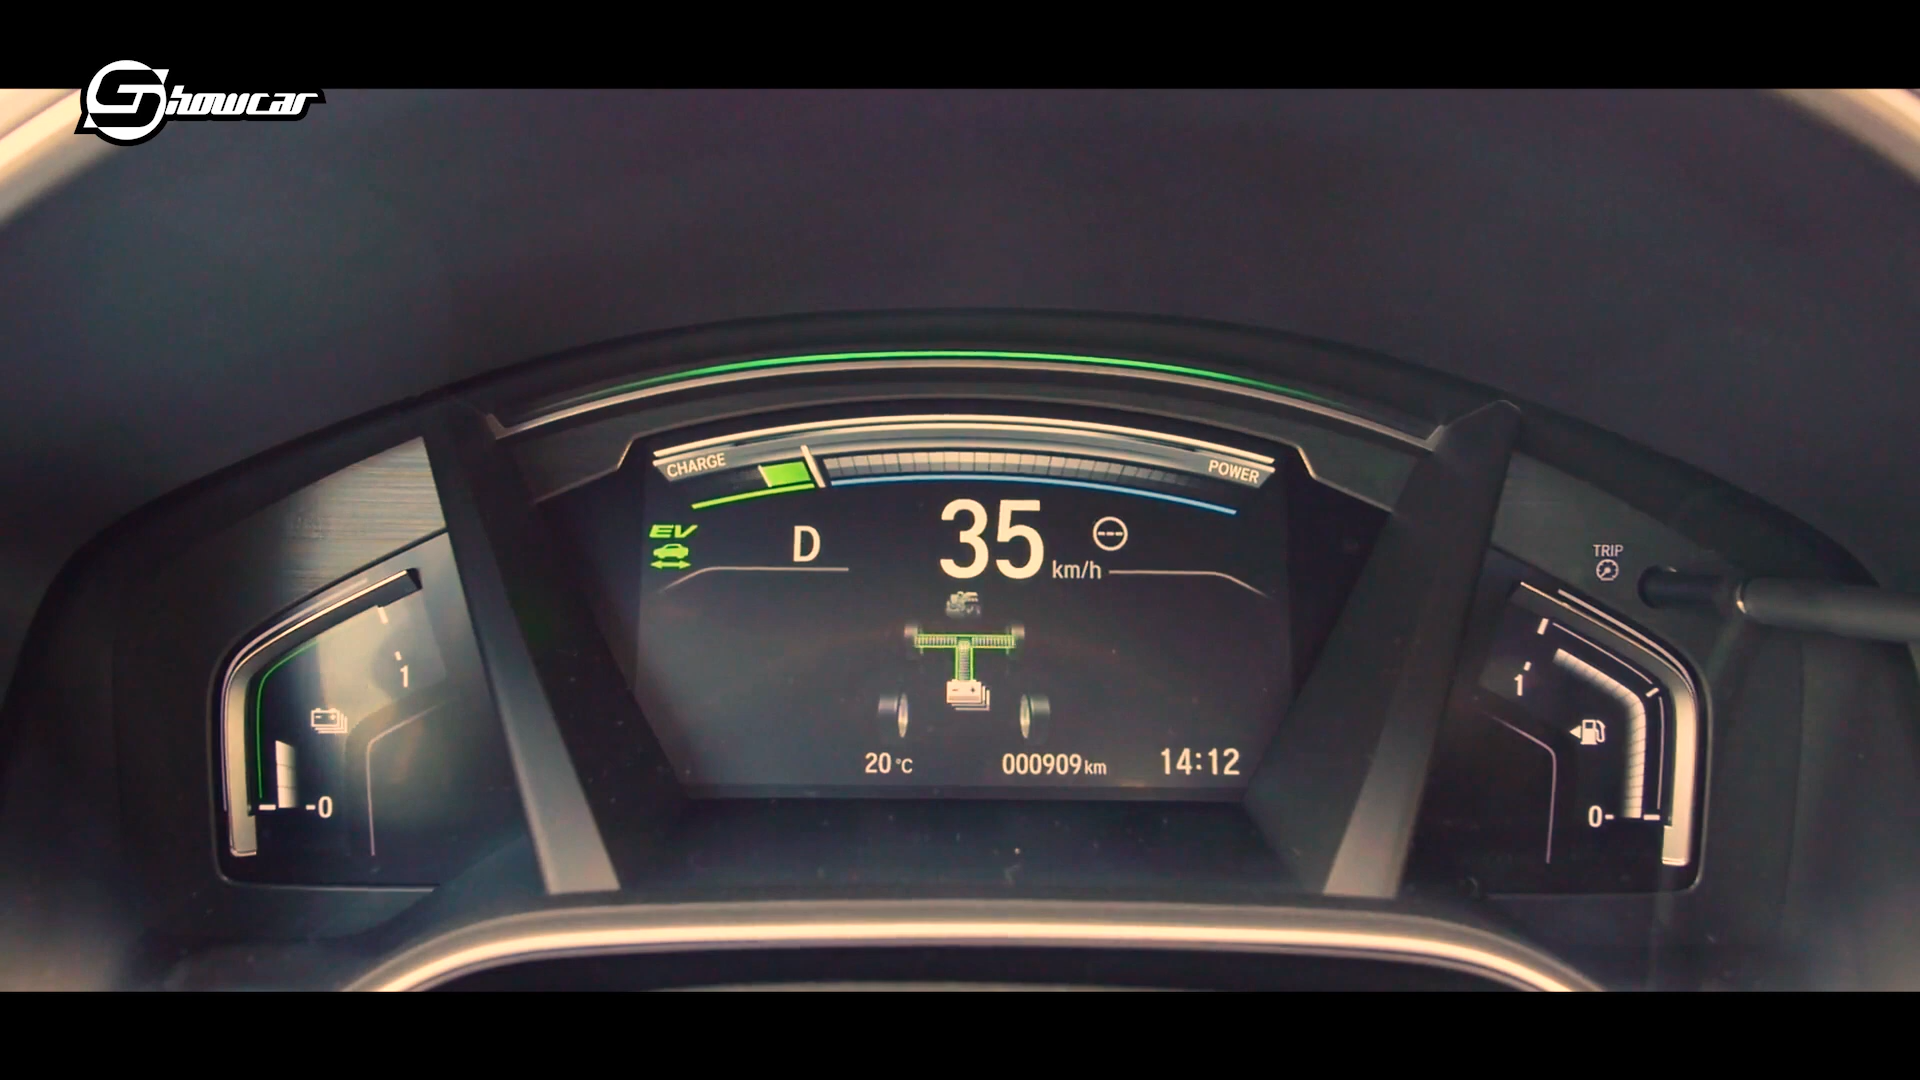 Showcar
CHARGE
POWER
EV
D
35
km/h
---
TRIP
1
1
20 °C
000909 km
14:12
-0
0-